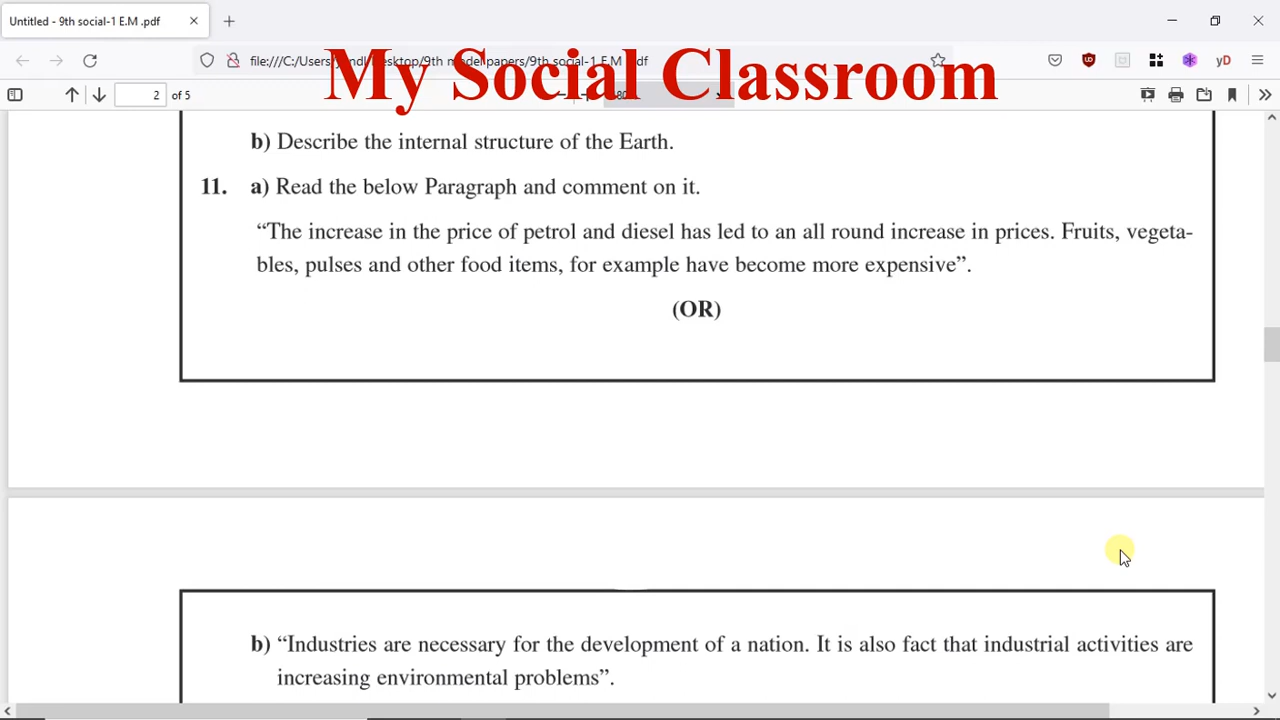 Untitled - 9th social-1 E.M .pdf
My Social Classroom
2 of 5
b) Describe the internal structure of the Earth.
11. a) Read the below Paragraph and comment on it.
“The increase in the price of petrol and diesel has led to an all round increase in prices. Fruits, vegeta-
bles, pulses and other food items, for example have become more expensive”.
(OR)
b) “Industries are necessary for the development of a nation. It is also fact that industrial activities are
increasing environmental problems”.